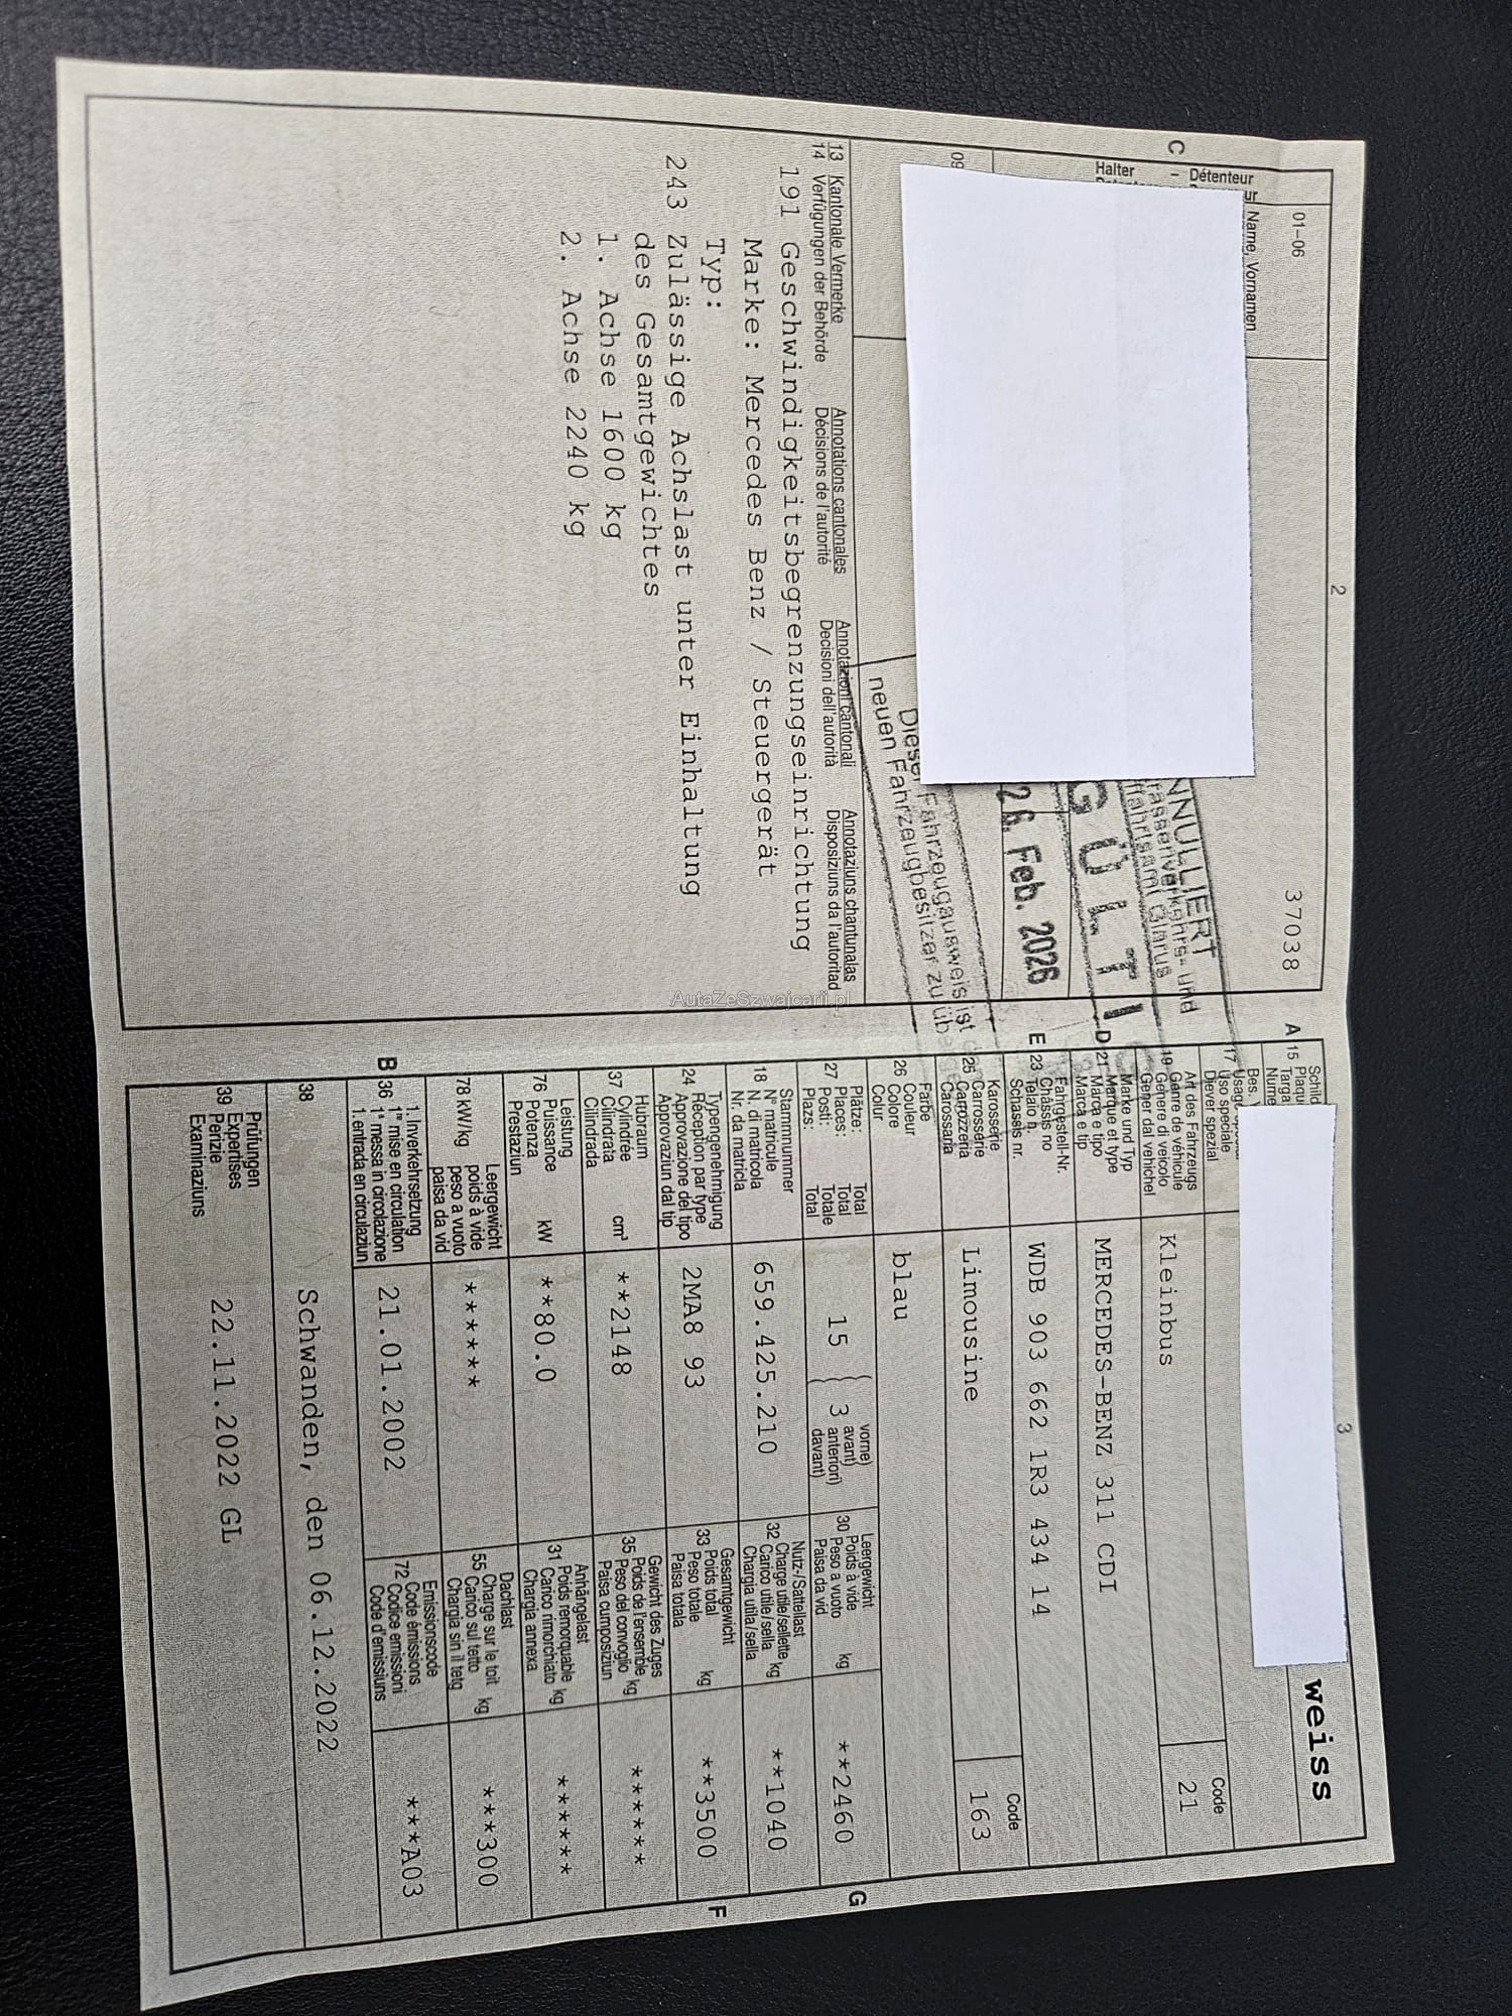 2
01-06
37038
C
Halter - Détenteur
Name, Vornamen
09
ANNULLIERT
Strassenverkehrs- und
Schifffahrtsamt Glarus
26. Feb. 2026
Dieser Fahrzeugausweis ist
neuen Fahrzeugbesitzer zu
13 Kantonale Vermerke Annotations cantonales Annotazioni cantonali Annotaziuns chantunalas
14 Verfügungen der Behörde Décisions de l'autorité Decisioni dell'autorità Disposiziuns da l'autoritad
191 Geschwindigkeitsbegrenzungseinrichtung
Marke: Mercedes Benz / Steuergerät
Typ:
243 Zulässige Achslast unter Einhaltung
des Gesamtgewichtes
1. Achse 1600 kg
2. Achse 2240 kg
AutaZeSzwajcarii.pl
3
weiss
A 15
Schild
Plaque
Targa
17
Bes.
Uso speciale
Diever spezial
19 Art des Fahrzeugs
Genre de véhicule
Genere di veicolo
Gener dal vehichel
Kleinbus
Code
21
D 21 Marke und Typ
Marque et type
Marca e tipo
Marca e tip
MERCEDES-BENZ 311 CDI
E 23 Fahrgestell-Nr.
Châssis no
Telaio n.
Schassis nr.
WDB 903 662 1R3 434 14
25 Karosserie
Carrosserie
Carrozzeria
Carossaria
Limousine
Code
163
26 Farbe
Couleur
Colore
Colur
blau
27 Plätze: Total
Places: Total
Posti: Totale
Plazs: Total
15
3
vorne)
avant)
anteriori)
davant)
30 Leergewicht
Poids à vide
Peso a vuoto kg
Paisa da vid
**2460
G
18 Stammnummer
N° matricule
N. di matricola
Nr. da matricla
659.425.210
32 Nutz-/Sattellast
Charge utile/sellette
Carico utile/sella kg
Chargia utila/sella
**1040
24 Typengenehmigung
Réception par type
Approvazione del tipo
Approvaziun dal tip
2MA8 93
33 Gesamtgewicht
Poids total
Peso totale kg
Paisa totala
**3500
F
37 Hubraum
Cylindrée
Cilindrata cm³
Cilindrada
**2148
35 Gewicht des Zuges
Poids de l'ensemble
Peso del convoglio kg
Paisa cumposiziun
******
76 Leistung
Puissance
Potenza kW
Prestaziun
**80.0
31 Anhängelast
Poids remorquable
Carico rimorchiato kg
Chargia annexa
******
78 kW/kg
Leergewicht
poids à vide
peso a vuoto
paisa da vid
******
55 Dachlast
Charge sur le toit
Carico sul tetto kg
Chargia sin il tetg
***300
B 36 1. Inverkehrsetzung
1re mise en circulation
1a messa in circolazione
1. entrada en circulaziun
21.01.2002
72 Emissionscode
Code émissions
Codice emissioni
Code d'emissiuns
***A03
38
Schwanden, den 06.12.2022
39 Prüfungen
Expertises
Perizie
Examinaziuns
22.11.2022 GL